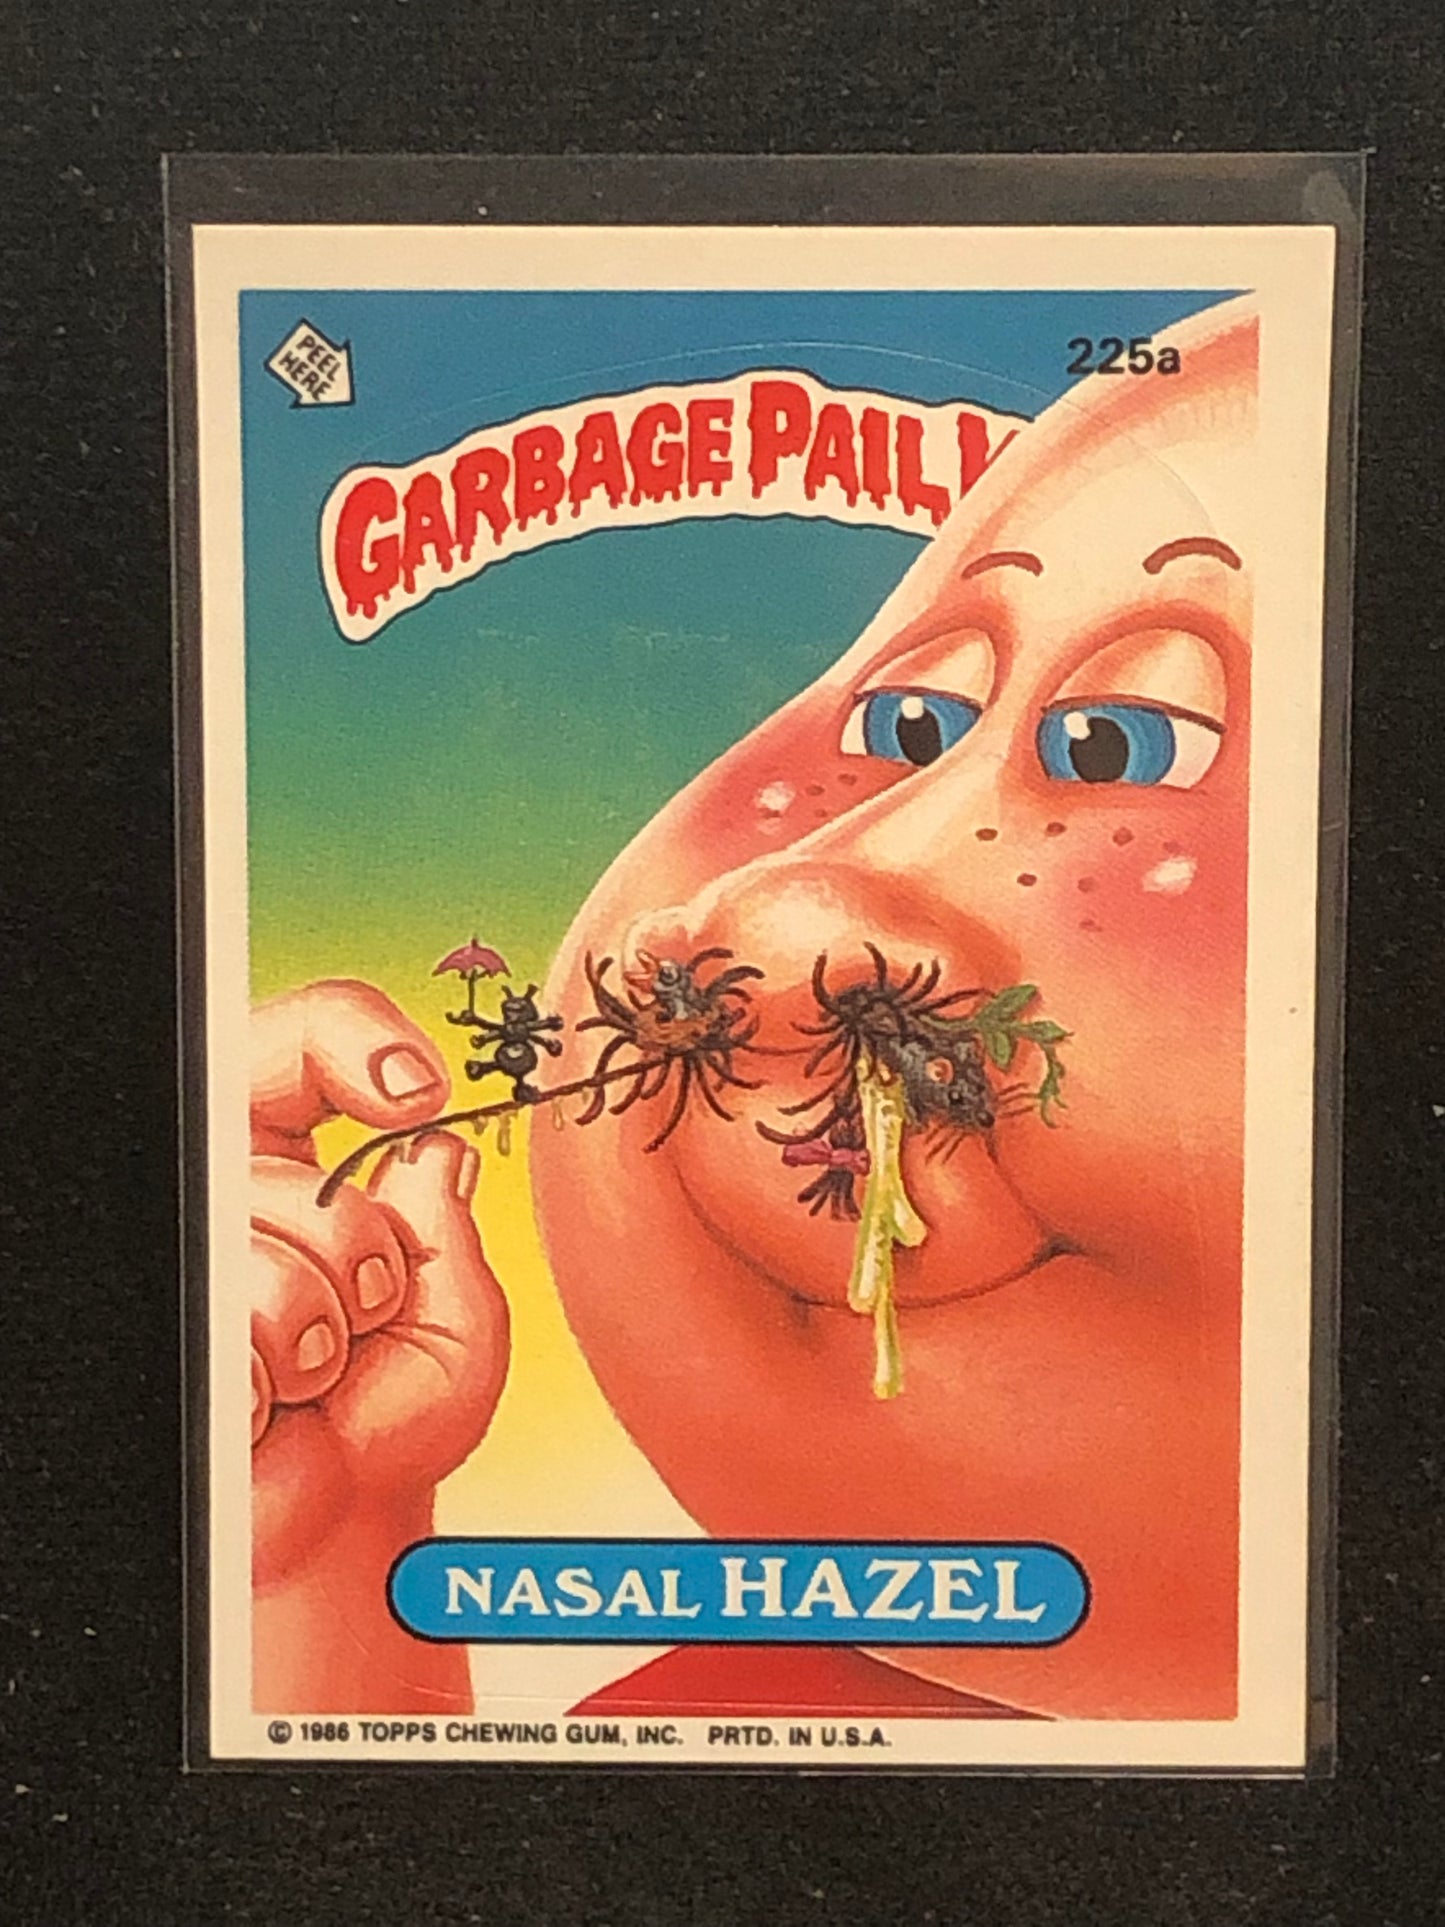 PEEL
HERE
225a
GARBAGE PAIL K
NASAL HAZEL
© 1986 TOPPS CHEWING GUM, INC. PRTD. IN U.S.A.